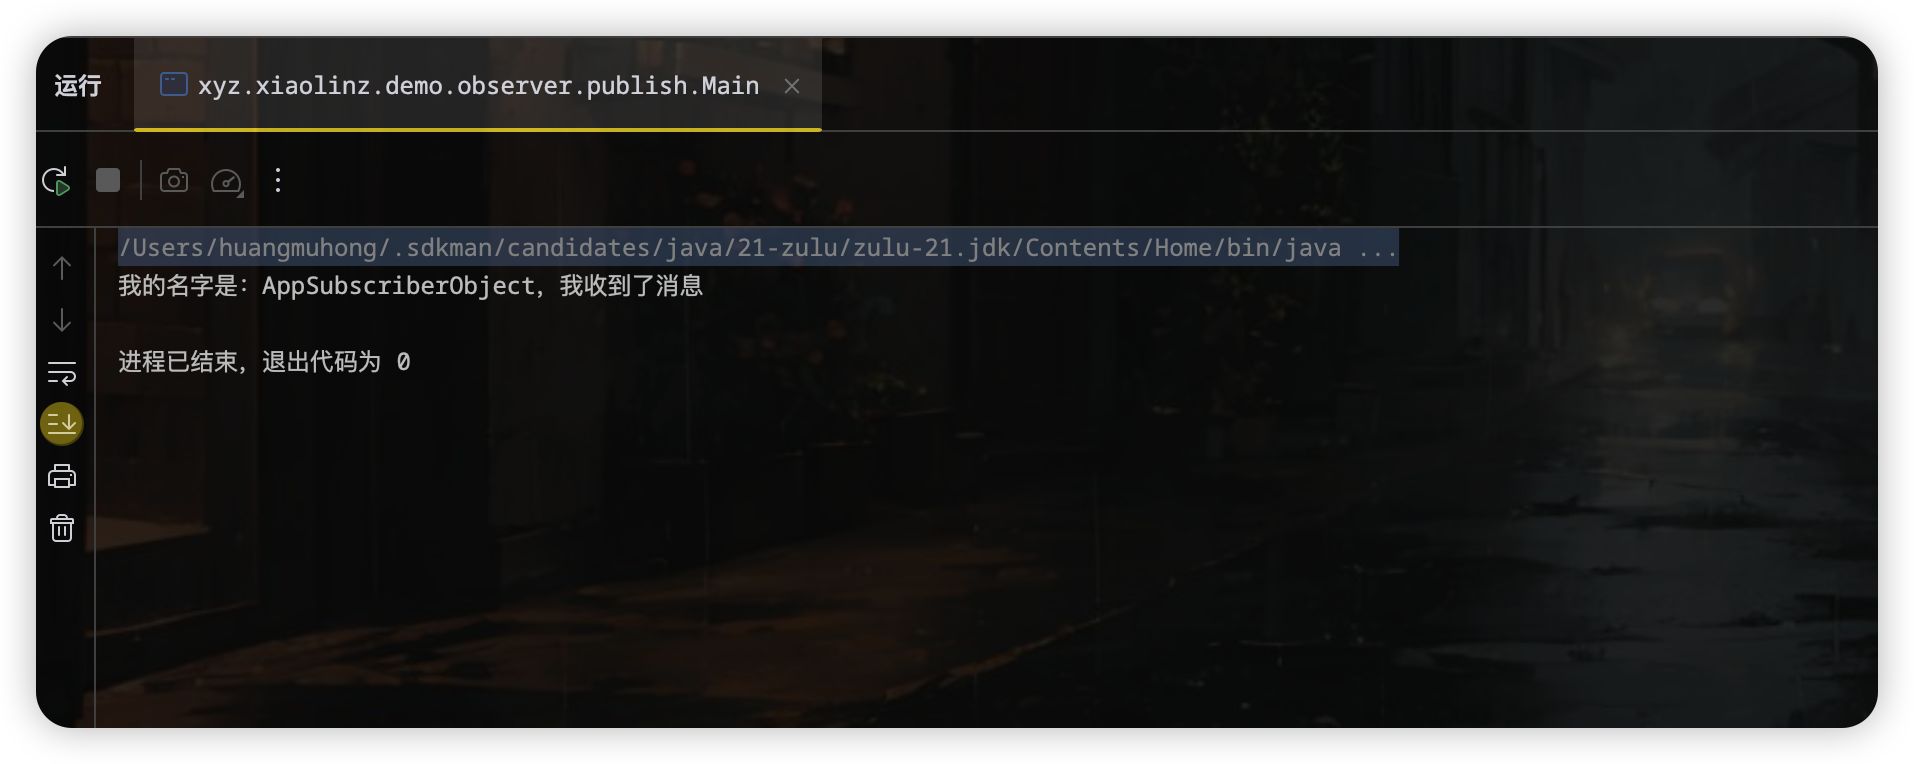 运行 xyz.xiaolinz.demo.observer.publish.Main
/Users/huangmuhong/.sdkman/candidates/java/21-zulu/zulu-21.jdk/Contents/Home/bin/java ...
我的名字是：AppSubscriberObject，我收到了消息
进程已结束，退出代码为 0